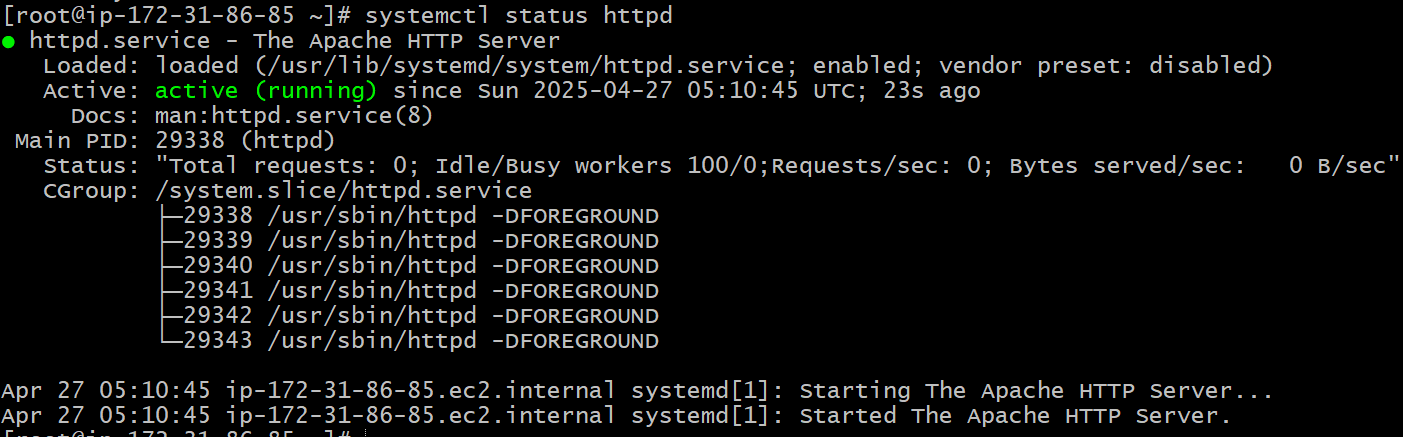 [root@ip-172-31-86-85 ~]# systemctl status httpd
● httpd.service - The Apache HTTP Server
   Loaded: loaded (/usr/lib/systemd/system/httpd.service; enabled; vendor preset: disabled)
   Active: active (running) since Sun 2025-04-27 05:10:45 UTC; 23s ago
     Docs: man:httpd.service(8)
 Main PID: 29338 (httpd)
   Status: "Total requests: 0; Idle/Busy workers 100/0;Requests/sec: 0; Bytes served/sec:   0 B/sec"
   CGroup: /system.slice/httpd.service
           ├─29338 /usr/sbin/httpd -DFOREGROUND
           ├─29339 /usr/sbin/httpd -DFOREGROUND
           ├─29340 /usr/sbin/httpd -DFOREGROUND
           ├─29341 /usr/sbin/httpd -DFOREGROUND
           ├─29342 /usr/sbin/httpd -DFOREGROUND
           └─29343 /usr/sbin/httpd -DFOREGROUND

Apr 27 05:10:45 ip-172-31-86-85.ec2.internal systemd[1]: Starting The Apache HTTP Server...
Apr 27 05:10:45 ip-172-31-86-85.ec2.internal systemd[1]: Started The Apache HTTP Server.
[root@ip-172-31-86-85 ~]#